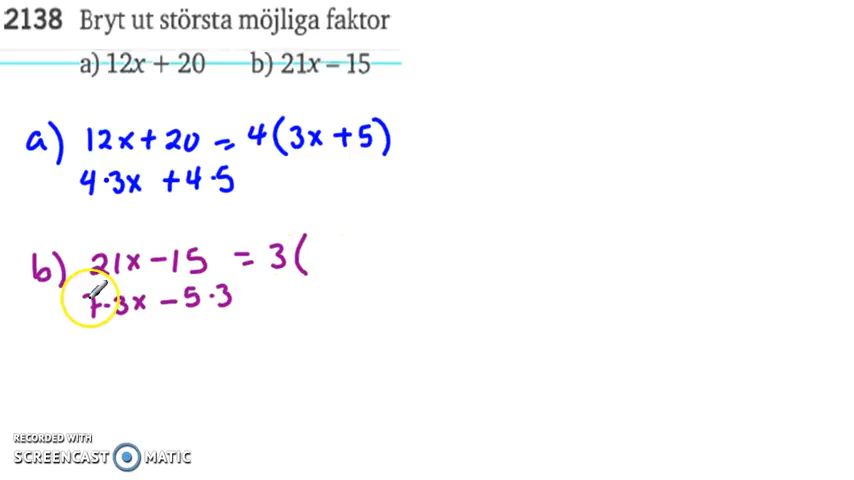 2138 Bryt ut största möjliga faktor
a) 12x + 20 b) 21x – 15
a) 12x + 20 = 4(3x + 5)
4·3x + 4·5
b) 21x - 15 = 3(
7·3x - 5·3
RECORDED WITH
SCREENCAST MATIC